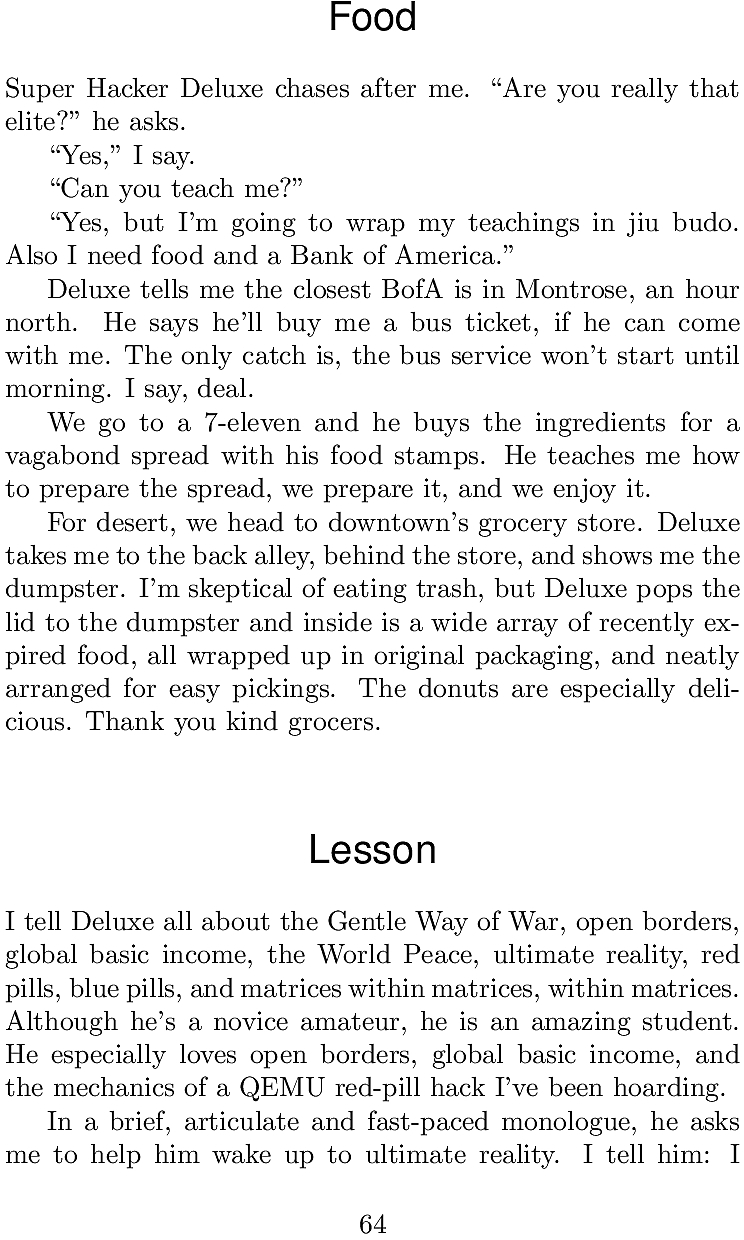 Food
Super Hacker Deluxe chases after me. “Are you really that
elite?” he asks.
“Yes,” I say.
“Can you teach me?”
“Yes, but I’m going to wrap my teachings in jiu budo.
Also I need food and a Bank of America.”
Deluxe tells me the closest BofA is in Montrose, an hour
north. He says he’ll buy me a bus ticket, if he can come
with me. The only catch is, the bus service won’t start until
morning. I say, deal.
We go to a 7-eleven and he buys the ingredients for a
vagabond spread with his food stamps. He teaches me how
to prepare the spread, we prepare it, and we enjoy it.
For desert, we head to downtown’s grocery store. Deluxe
takes me to the back alley, behind the store, and shows me the
dumpster. I’m skeptical of eating trash, but Deluxe pops the
lid to the dumpster and inside is a wide array of recently ex-
pired food, all wrapped up in original packaging, and neatly
arranged for easy pickings. The donuts are especially deli-
cious. Thank you kind grocers.
Lesson
I tell Deluxe all about the Gentle Way of War, open borders,
global basic income, the World Peace, ultimate reality, red
pills, blue pills, and matrices within matrices, within matrices.
Although he’s a novice amateur, he is an amazing student.
He especially loves open borders, global basic income, and
the mechanics of a QEMU red-pill hack I’ve been hoarding.
In a brief, articulate and fast-paced monologue, he asks
me to help him wake up to ultimate reality. I tell him: I
64